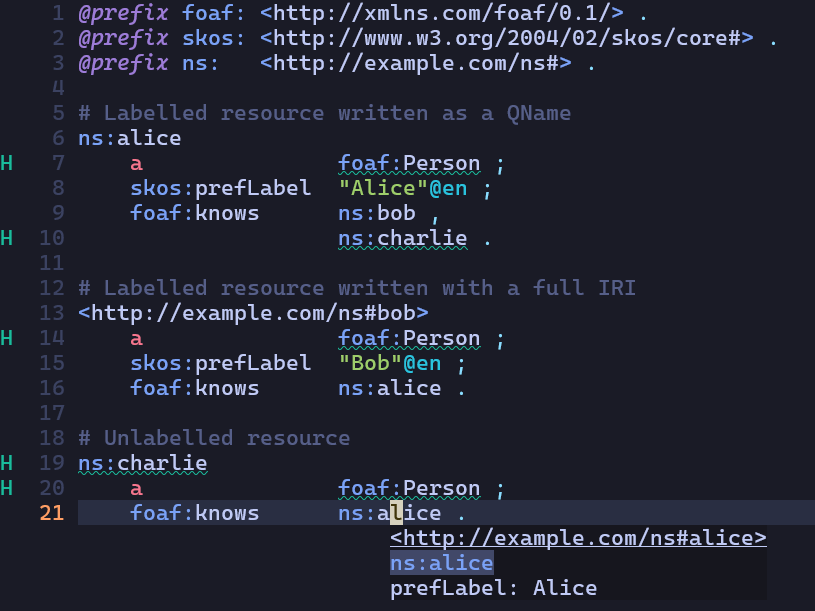 1 @prefix foaf: <http://xmlns.com/foaf/0.1/> .
2 @prefix skos: <http://www.w3.org/2004/02/skos/core#> .
3 @prefix ns:   <http://example.com/ns#> .
4
5 # Labelled resource written as a QName
6 ns:alice
H 7     a               foaf:Person ;
8     skos:prefLabel  "Alice"@en ;
9     foaf:knows      ns:bob ,
H 10                     ns:charlie .
11
12 # Labelled resource written with a full IRI
13 <http://example.com/ns#bob>
H 14     a               foaf:Person ;
15     skos:prefLabel  "Bob"@en ;
16     foaf:knows      ns:alice .
17
18 # Unlabelled resource
H 19 ns:charlie
H 20     a               foaf:Person ;
21     foaf:knows      ns:alice .
<http://example.com/ns#alice>
ns:alice
prefLabel: Alice